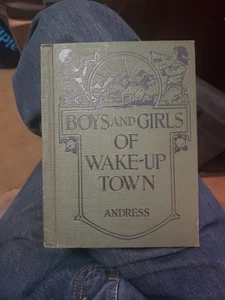 BOYS AND GIRLS
OF
WAKE-UP
TOWN
ANDRESS